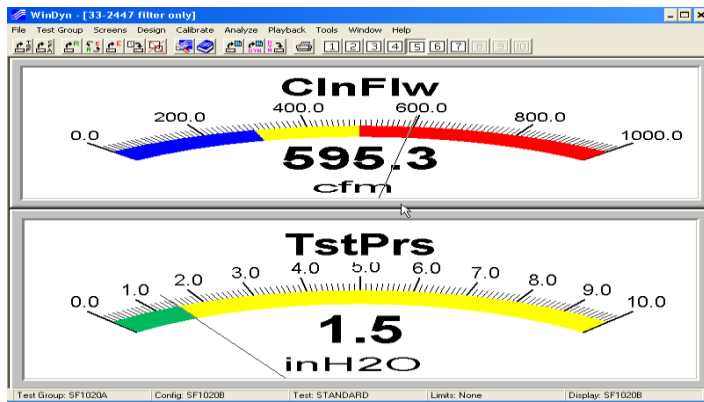 WinDyn - [33-2447 filter only]
File Test Group Screens Design Calibrate Analyze Playback Tools Window Help
1 2 3 4 5 6 7 8 9 10
ClnFlw
0.0 200.0 400.0 600.0 800.0 1000.0
595.3
cfm
TstPrs
0.0 1.0 2.0 3.0 4.0 5.0 6.0 7.0 8.0 9.0 10.0
1.5
inH2O
Test Group: SF1020A Config: SF1020B Test: STANDARD Limits: None Display: SF1020B